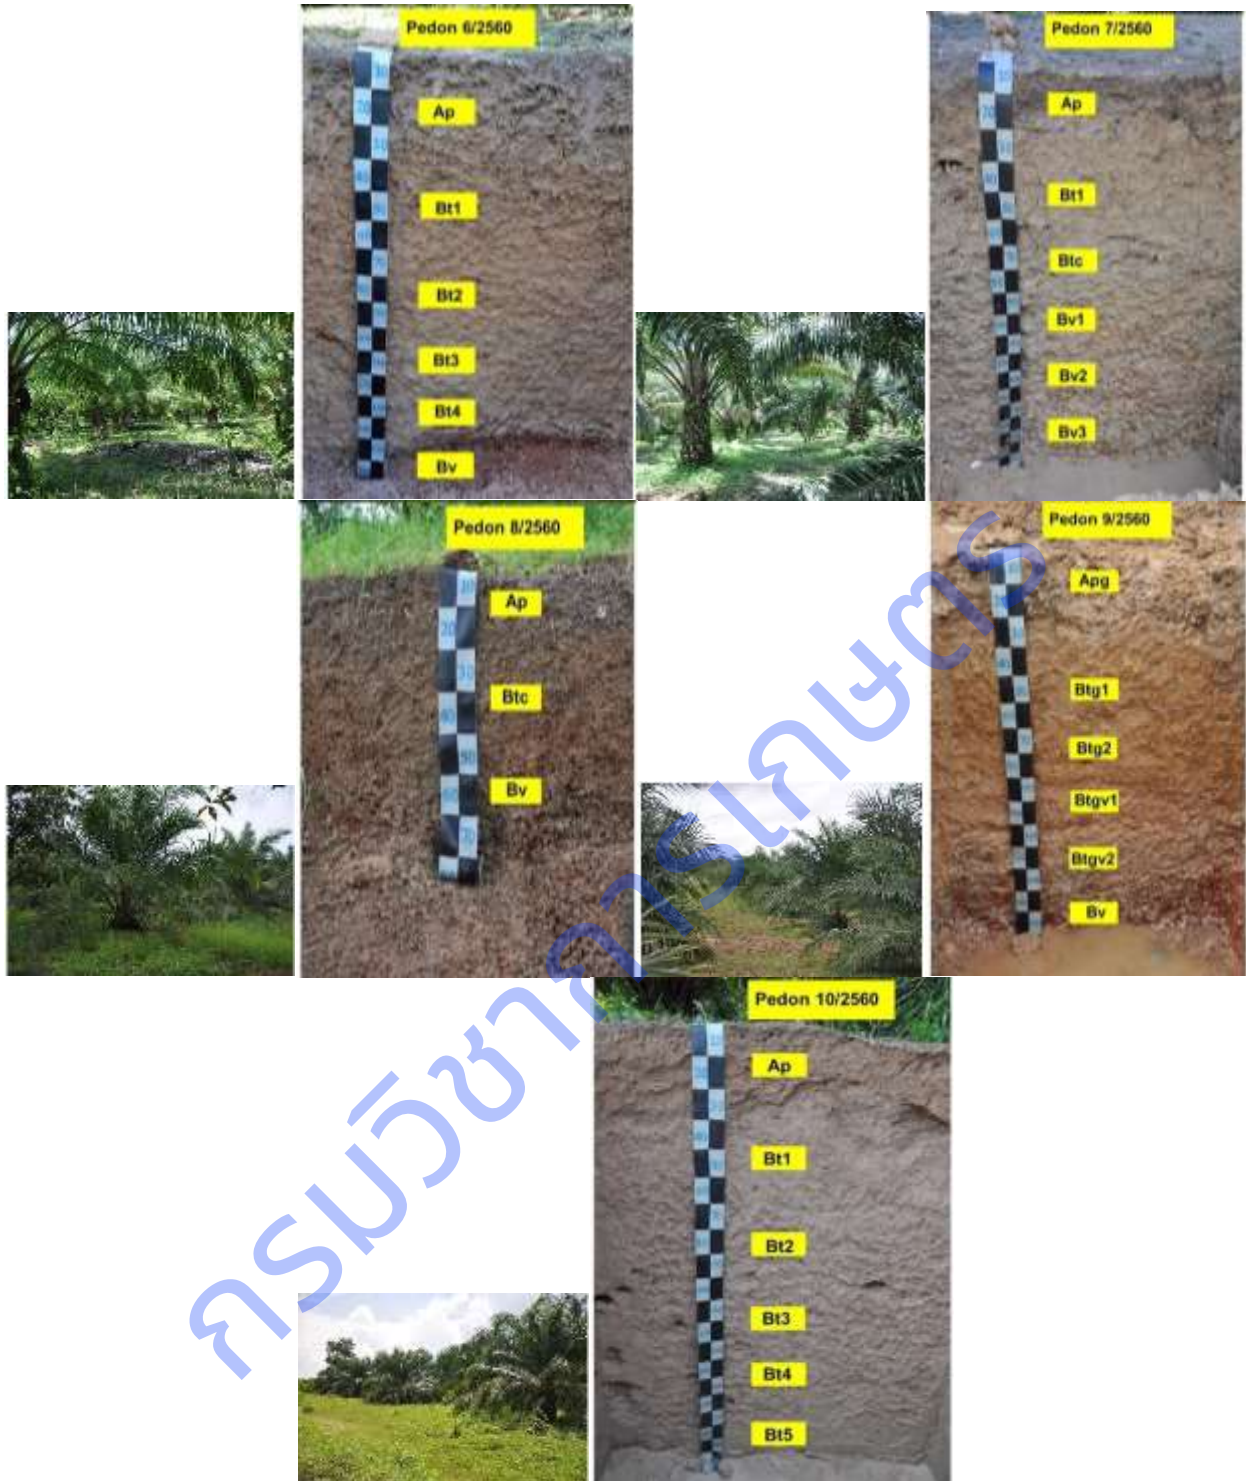 Pedon 6/2560
Ap
Bt1
Bt2
Bt3
Bt4
Bv
Pedon 7/2560
Ap
Bt1
Btc
Bv1
Bv2
Bv3
Pedon 8/2560
Ap
Btc
Bv
Pedon 9/2560
Apg
Btg1
Btg2
Btgv1
Btgv2
Bv
Pedon 10/2560
Ap
Bt1
Bt2
Bt3
Bt4
Bt5
กรมวิชาการเกษตร